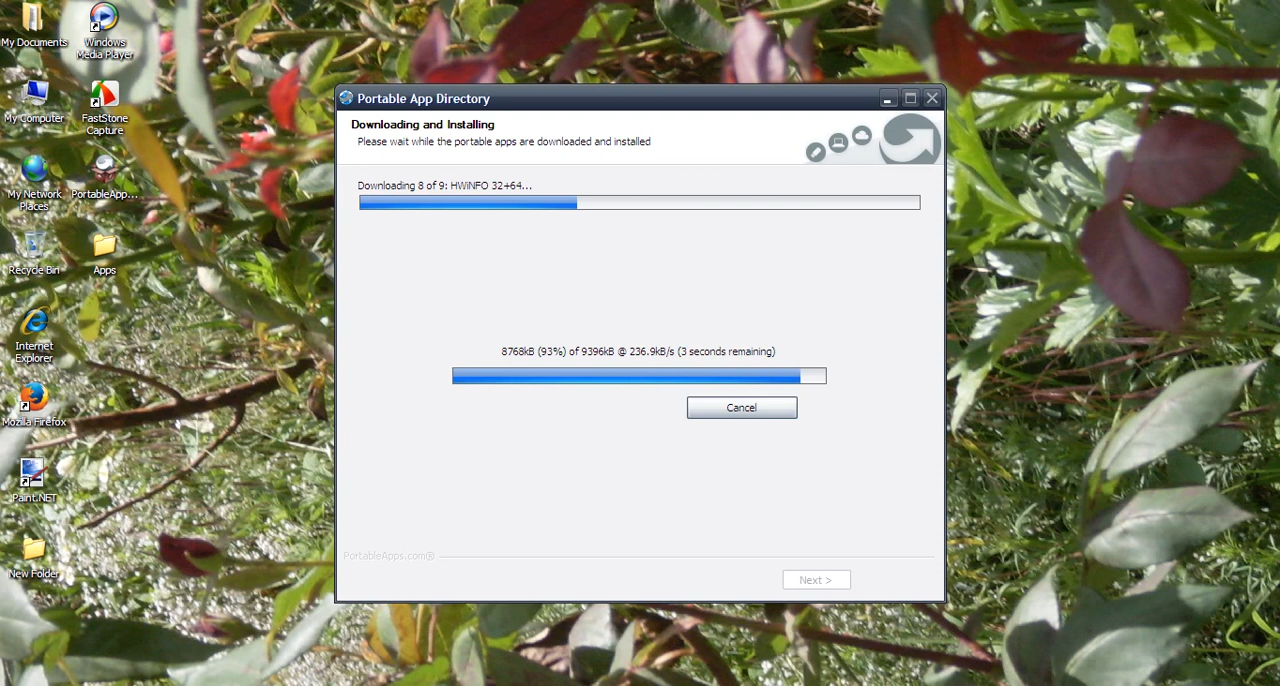 My Documents
Windows
Media Player
My Computer
FastStone
Capture
My Network
Places
PortableApp...
Recycle Bin
Apps
Internet
Explorer
Mozilla Firefox
Paint.NET
New Folder
Portable App Directory
Downloading and Installing
Please wait while the portable apps are downloaded and installed
Downloading 8 of 9: HWiNFO 32+64...
8768kB (93%) of 9396kB @ 236.9kB/s (3 seconds remaining)
Cancel
PortableApps.com®
Next >